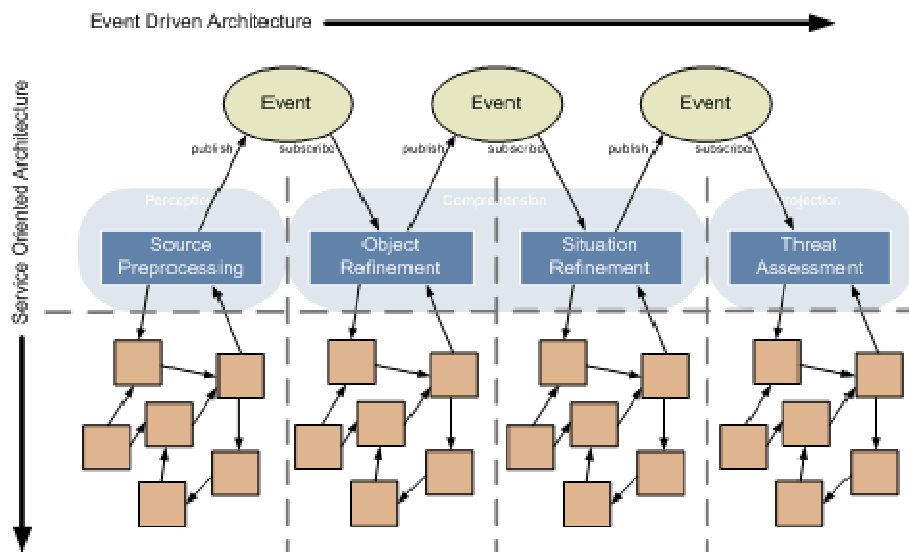 Event Driven Architecture
Service Oriented Architecture
Event
Event
Event
publish
subscribe
publish
subscribe
publish
subscribe
Perception
Comprehension
Projection
Source
Preprocessing
Object
Refinement
Situation
Refinement
Threat
Assessment